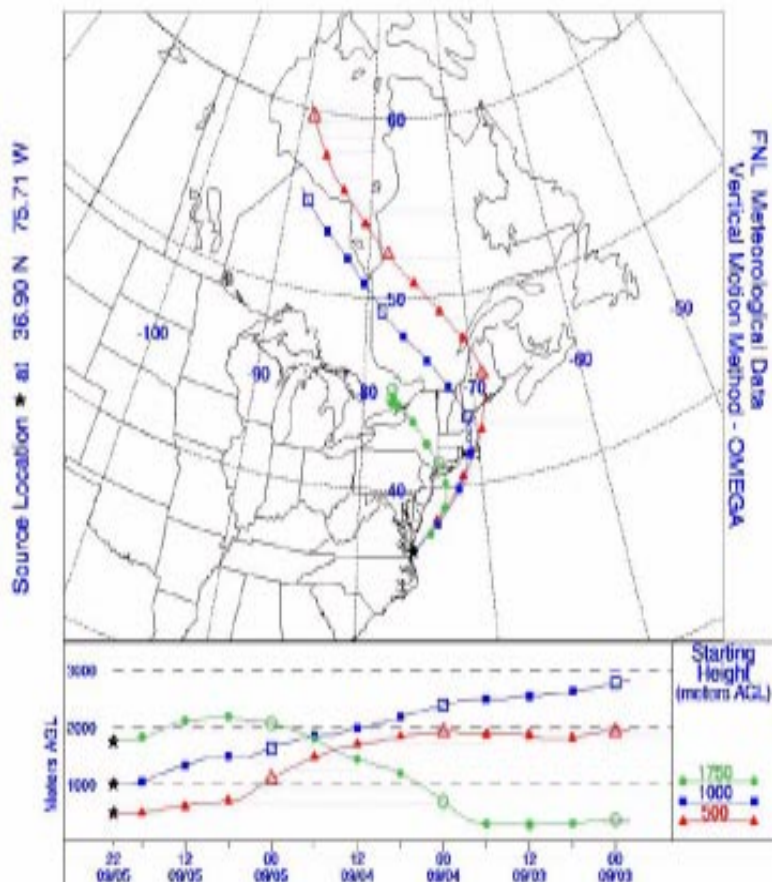 Source Location ★ at 36.90 N 75.71 W
FNL Meteorological Data
Vertical Motion Method - OMEGA
60
50
-50
-100
-90
-80
-70
-60
40
Meters AGL
3000
2000
1000
Starting
Height
(meters AGL)
1750
1000
500
22 12 00 12 00 12 00
09/05 09/05 09/05 09/04 09/04 09/03 09/03